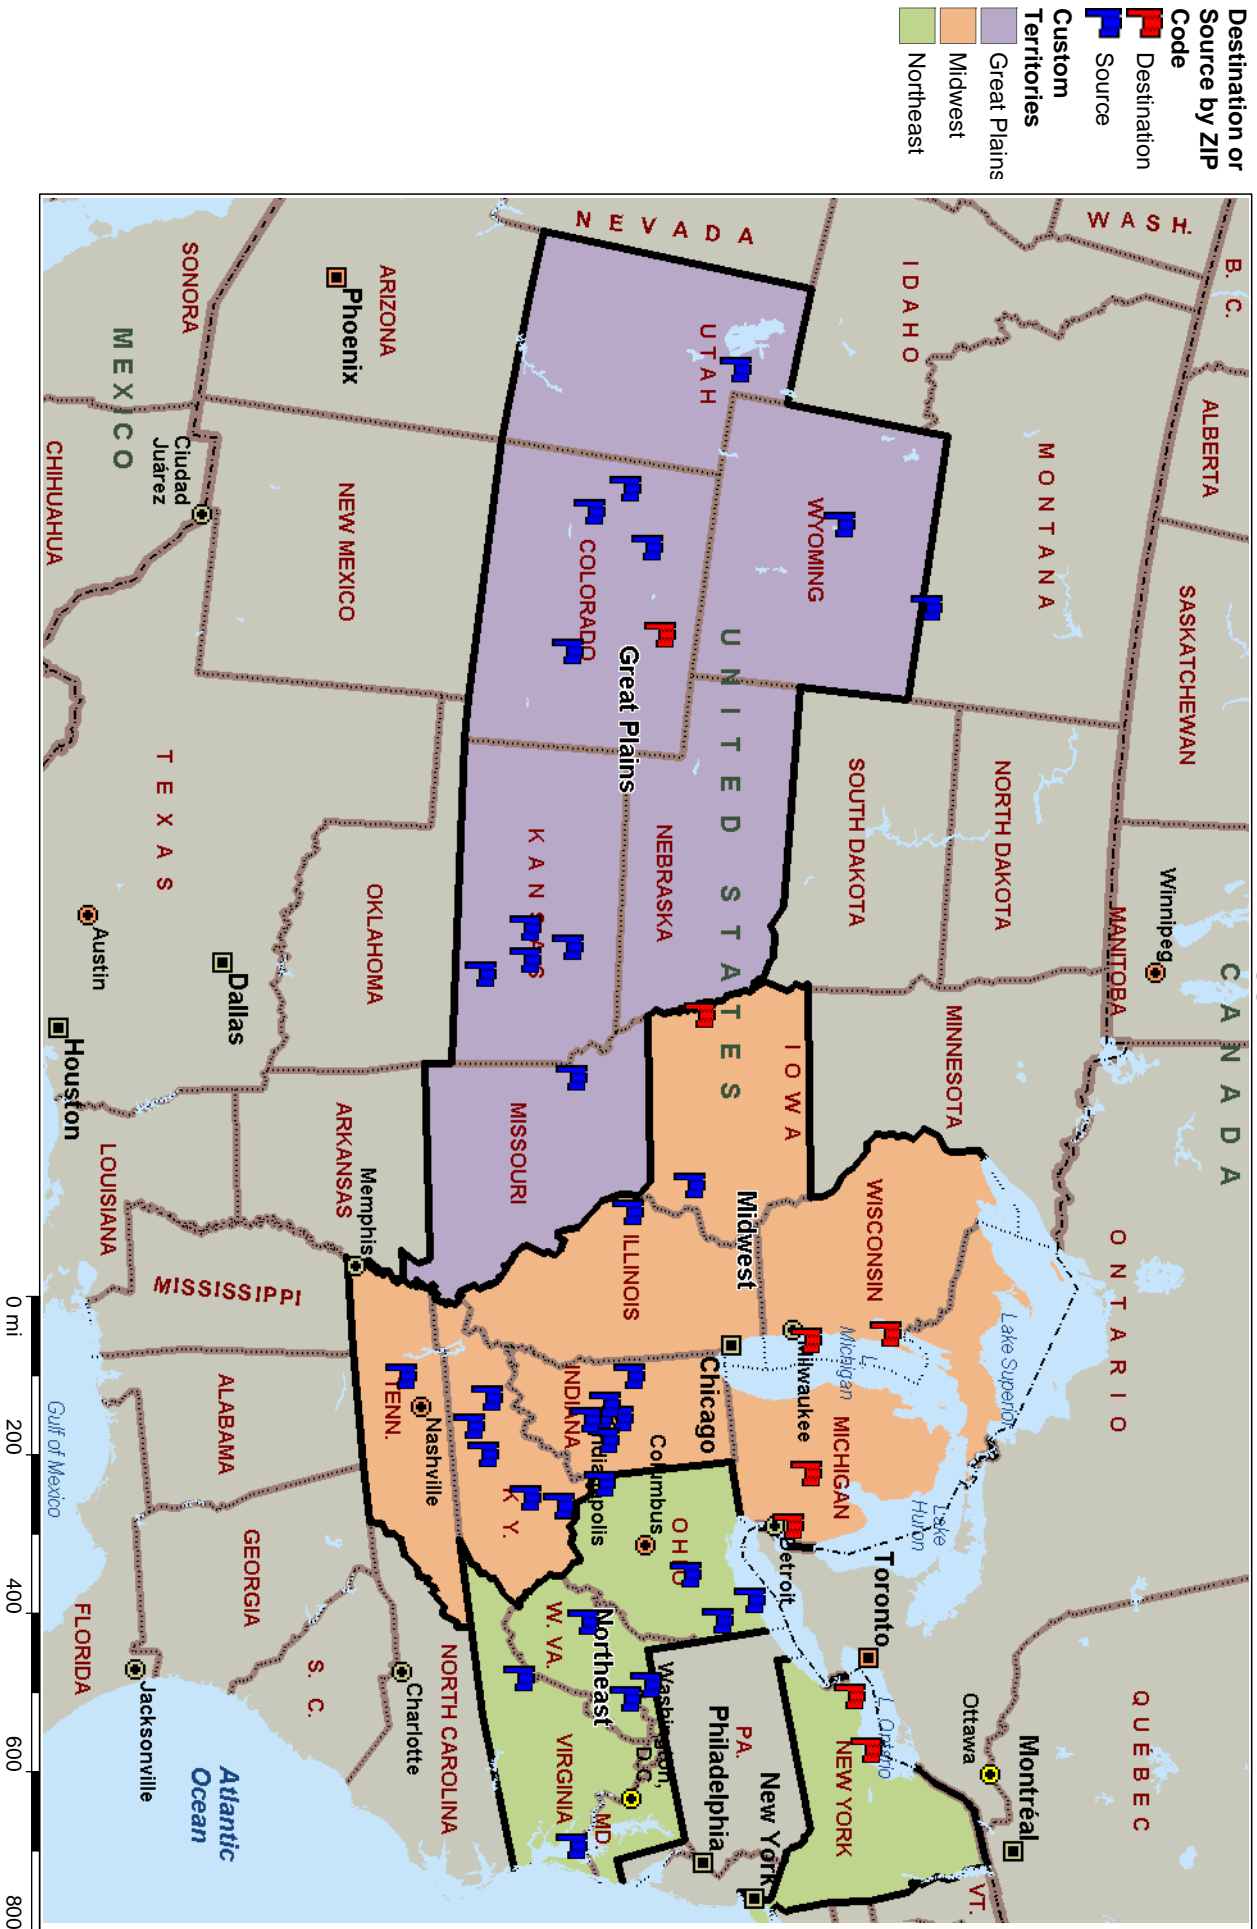 Destination or
Source by ZIP
Code
Destination
Source
Custom
Territories
Great Plains
Midwest
Northeast
WASH.
B. C.
ALBERTA
SASKATCHEWAN
MANITOBA
Winnipeg
CANADA
ONTARIO
QUEBEC
NEVADA
IDAHO
MONTANA
NORTH DAKOTA
MINNESOTA
Lake Superior
Lake
Huron
Ottawa
Montréal
Toronto
L. Ontario
VT.
UTAH
WYOMING
SOUTH DAKOTA
WISCONSIN
L.
Michigan
Milwaukee
MICHIGAN
Detroit
NEW YORK
New York
UNITED STATES
NEBRASKA
IOWA
Midwest
Chicago
PA.
Philadelphia
COLORADO
Great Plains
KANSAS
MISSOURI
ILLINOIS
INDIANA
Indianapolis
Columbus
OHIO
Northeast
W. VA.
Washington,
D.C.
MD.
VIRGINIA
KY.
ARIZONA
Phoenix
NEW MEXICO
OKLAHOMA
ARKANSAS
Memphis
TENN.
Nashville
NORTH CAROLINA
Charlotte
SONORA
MEXICO
Ciudad
Juárez
CHIHUAHUA
TEXAS
Dallas
Austin
Houston
LOUISIANA
MISSISSIPPI
ALABAMA
GEORGIA
S. C.
FLORIDA
Jacksonville
Gulf of Mexico
Atlantic
Ocean
0 mi
200
400
600
800